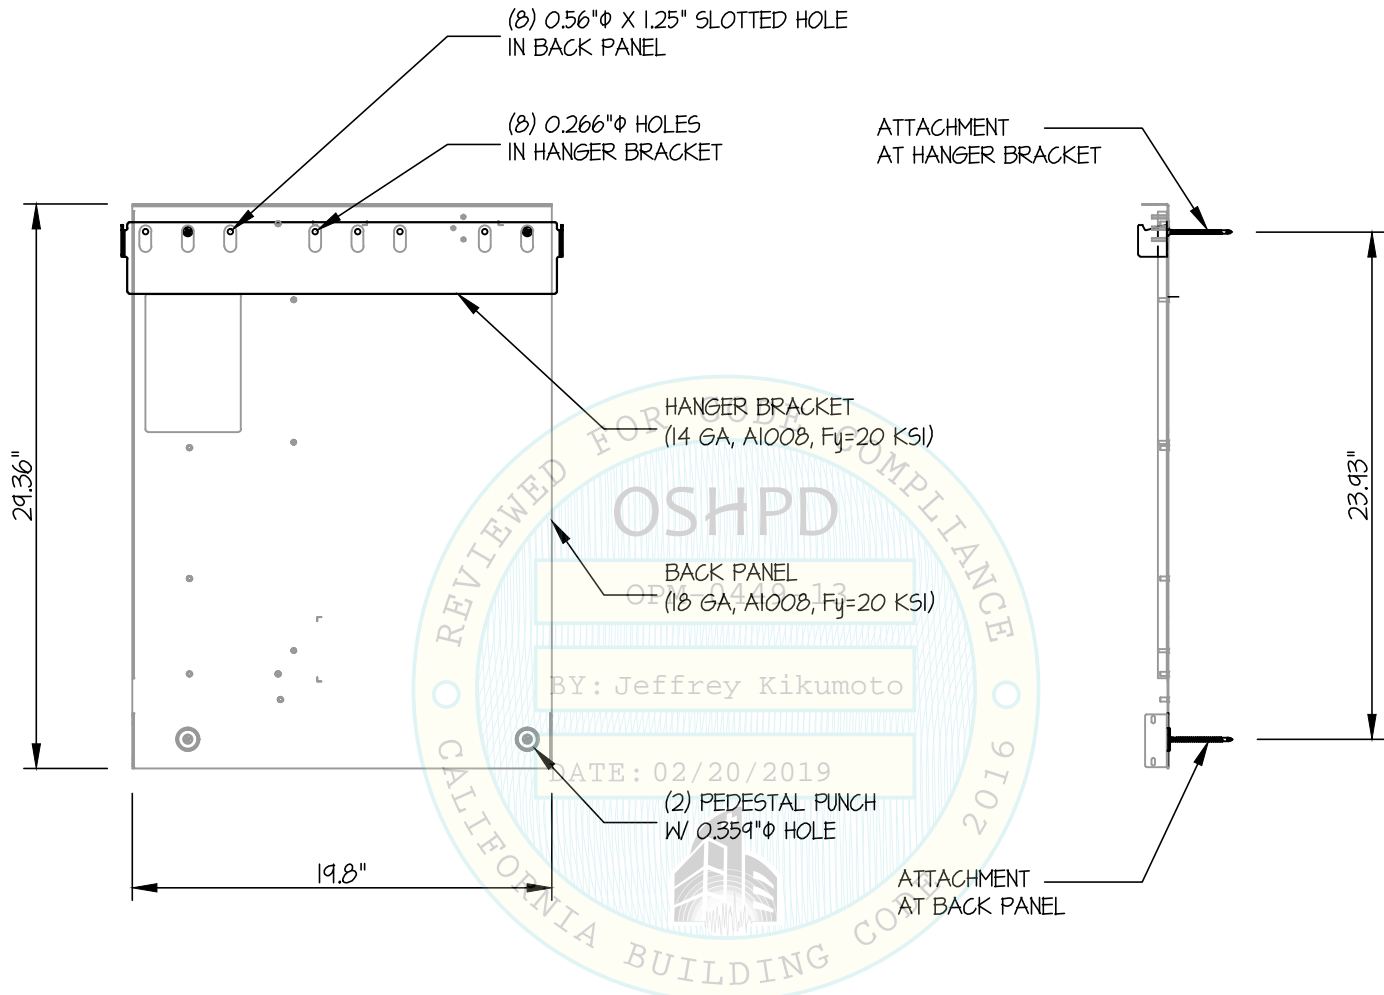 (8) 0.56"Φ X 1.25" SLOTTED HOLE
IN BACK PANEL
(8) 0.266"Φ HOLES
IN HANGER BRACKET
ATTACHMENT
AT HANGER BRACKET
29.36"
23.93"
HANGER BRACKET
(14 GA, A1008, Fy=20 KSI)
BACK PANEL
(18 GA, A1008, Fy=20 KSI)
(2) PEDESTAL PUNCH
W/ 0.359"Φ HOLE
19.8"
ATTACHMENT
AT BACK PANEL
REVIEWED FOR CODE COMPLIANCE
OSHPD
OPM-0449-13
BY: Jeffrey Kikumoto
DATE: 02/20/2019
CALIFORNIA BUILDING CODE 2016